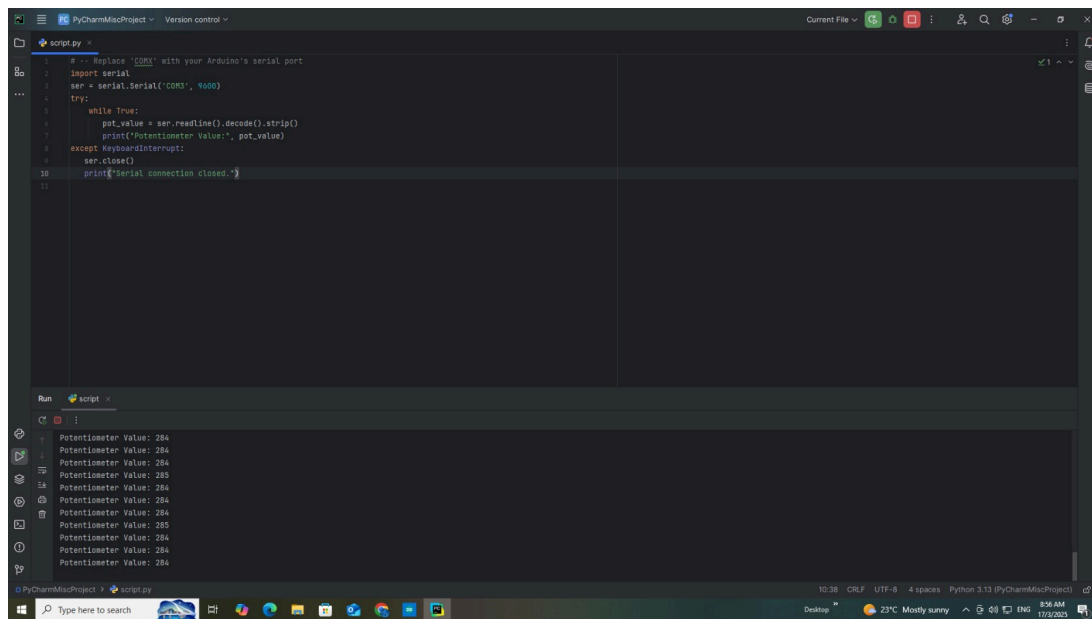 PC PyCharmMiscProject Version control Current File
script.py
1 # -- Replace 'COMX' with your Arduino's serial port
2 import serial
3 ser = serial.Serial('COM3', 9600)
4 try:
5 while True:
6 pot_value = ser.readline().decode().strip()
7 print("Potentiometer Value:", pot_value)
8 except KeyboardInterrupt:
9 ser.close()
10 print("Serial connection closed.")
11
1
Run script
Potentiometer Value: 284
Potentiometer Value: 284
Potentiometer Value: 284
Potentiometer Value: 285
Potentiometer Value: 284
Potentiometer Value: 284
Potentiometer Value: 284
Potentiometer Value: 285
Potentiometer Value: 284
Potentiometer Value: 284
Potentiometer Value: 284
PyCharmMiscProject > script.py 10:38 CRLF UTF-8 4 spaces Python 3.13 (PyCharmMiscProject)
Type here to search Desktop 23°C Mostly sunny ENG 8:56 AM
17/3/2025